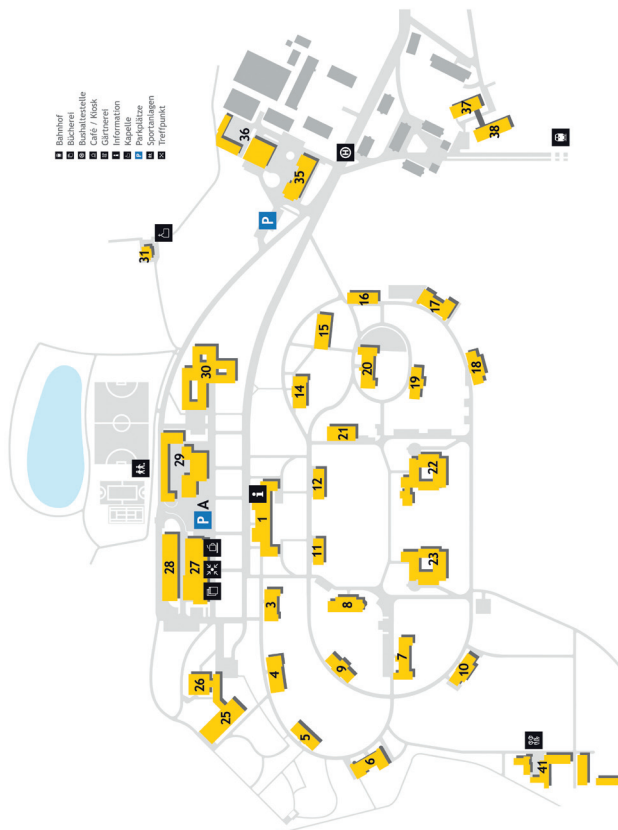 Bahnhof
Bücherei
Bushaltestelle
Café / Kiosk
Gärtnerei
Information
Kapelle
P Parkplätze
Sportanlagen
Treffpunkt
31
36
35
37
38
H
P
30
29
28
27
P A
26
25
i
1
3
4
5
6
7
8
9
10
11
12
14
15
16
17
18
19
20
21
22
23
41